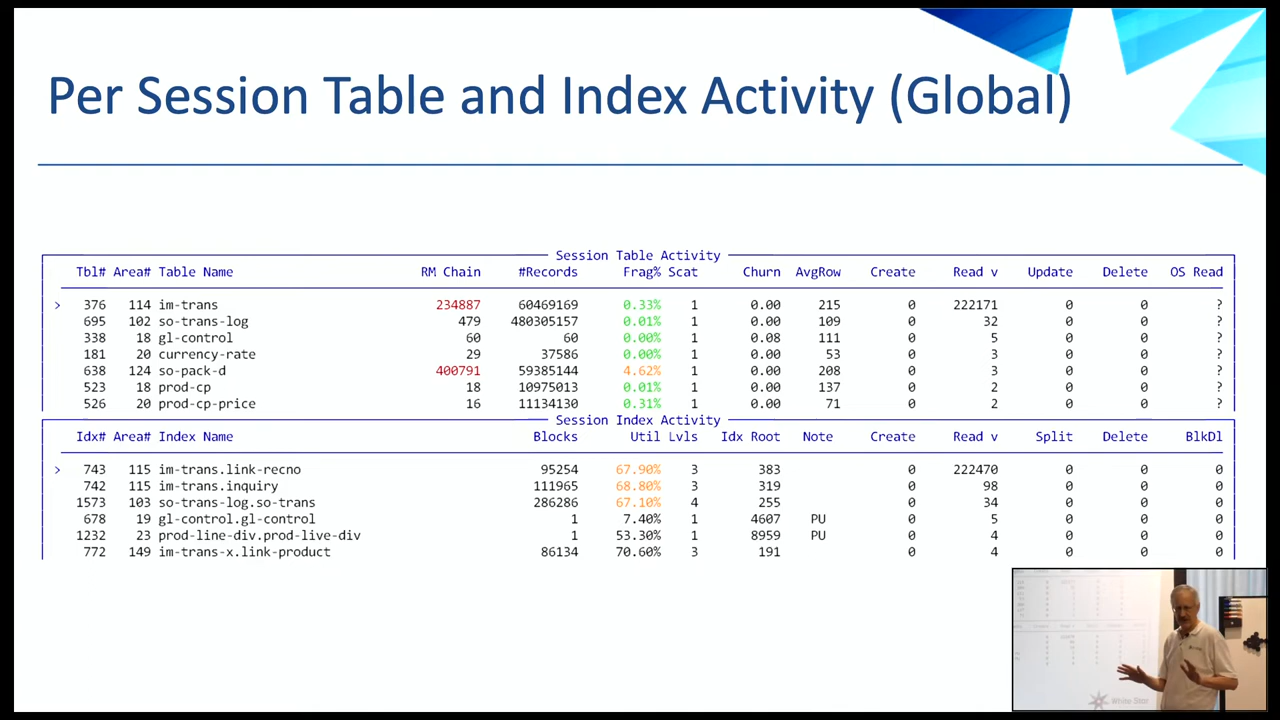 Per Session Table and Index Activity (Global)
Session Table Activity
Tbl# Area# Table Name RM Chain #Records Frag% Scat Churn AvgRow Create Read v Update Delete OS Read
> 376 114 im-trans 234887 60469169 0.33% 1 0.00 215 0 222171 0 0 ?
695 102 so-trans-log 479 480305157 0.01% 1 0.00 109 0 32 0 0 ?
338 18 gl-control 60 60 0.00% 1 0.08 111 0 5 0 0 ?
181 20 currency-rate 29 37586 0.00% 1 0.00 53 0 3 0 0 ?
638 124 so-pack-d 400791 59385144 4.62% 1 0.00 208 0 3 0 0 ?
523 18 prod-cp 18 10975013 0.01% 1 0.00 137 0 2 0 0 ?
526 20 prod-cp-price 16 11134130 0.31% 1 0.00 71 0 2 0 0 ?
Session Index Activity
Idx# Area# Index Name Blocks Util Lvls Idx Root Note Create Read v Split Delete BlkDl
> 743 115 im-trans.link-recno 95254 67.90% 3 383 0 222470 0 0 0
742 115 im-trans.inquiry 111965 68.80% 3 319 0 98 0 0 0
1573 103 so-trans-log.so-trans 286286 67.10% 4 255 0 34 0 0 0
678 19 gl-control.gl-control 1 7.40% 1 4607 PU 0 5 0 0 0
1232 23 prod-line-div.prod-live-div 1 53.30% 1 8959 PU 0 4 0 0 0
772 149 im-trans-x.link-product 86134 70.60% 3 191 0 4 0 0 0
White Star